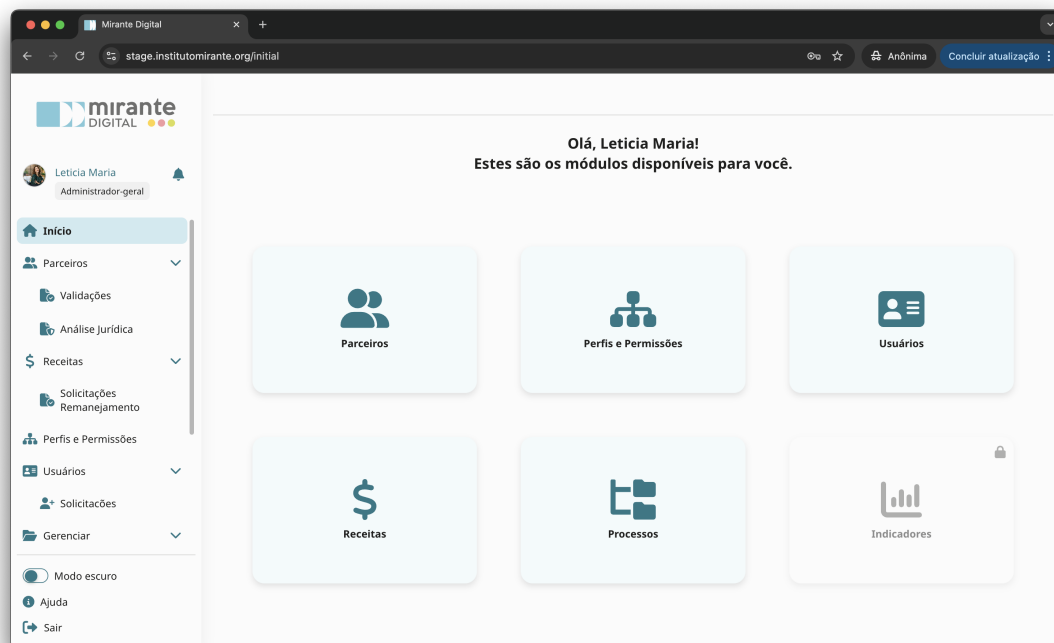 Mirante Digital
stage.institutomirante.org/initial
Anônima
Concluir atualização
mirante
DIGITAL
Leticia Maria
Administrador-geral
Início
Parceiros
Validações
Análise Jurídica
Receitas
Solicitações
Remanejamento
Perfis e Permissões
Usuários
Solicitacões
Gerenciar
Modo escuro
Ajuda
Sair
Olá, Leticia Maria!
Estes são os módulos disponíveis para você.
Parceiros
Perfis e Permissões
Usuários
Receitas
Processos
Indicadores